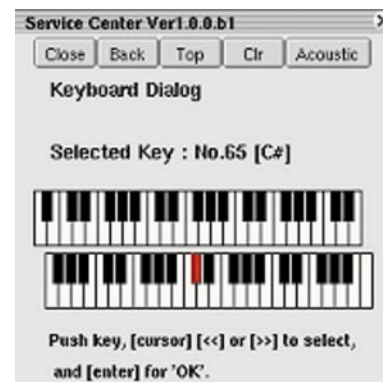 Service Center Ver1.0.0.b1
Close Back Top Clr Acoustic
Keyboard Dialog
Selected Key : No.65 [C#]
Push key, [cursor] [<<] or [>>] to select,
and [enter] for 'OK'.